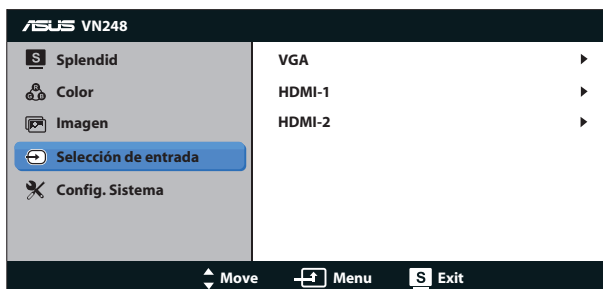 ASUS VN248
S Splendid
Color
Imagen
Selección de entrada
Config. Sistema
VGA
HDMI-1
HDMI-2
Move Menu S Exit